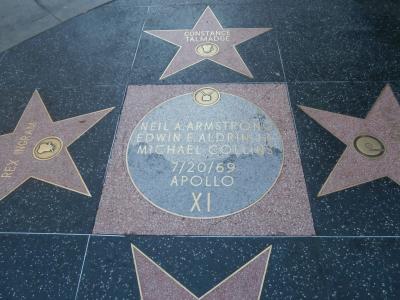 CONSTANCE
TALMADGE
REX INGRAM
NEIL A. ARMSTRONG
EDWIN E. ALDRIN JR.
MICHAEL COLLINS
7/20/69
APOLLO
XI